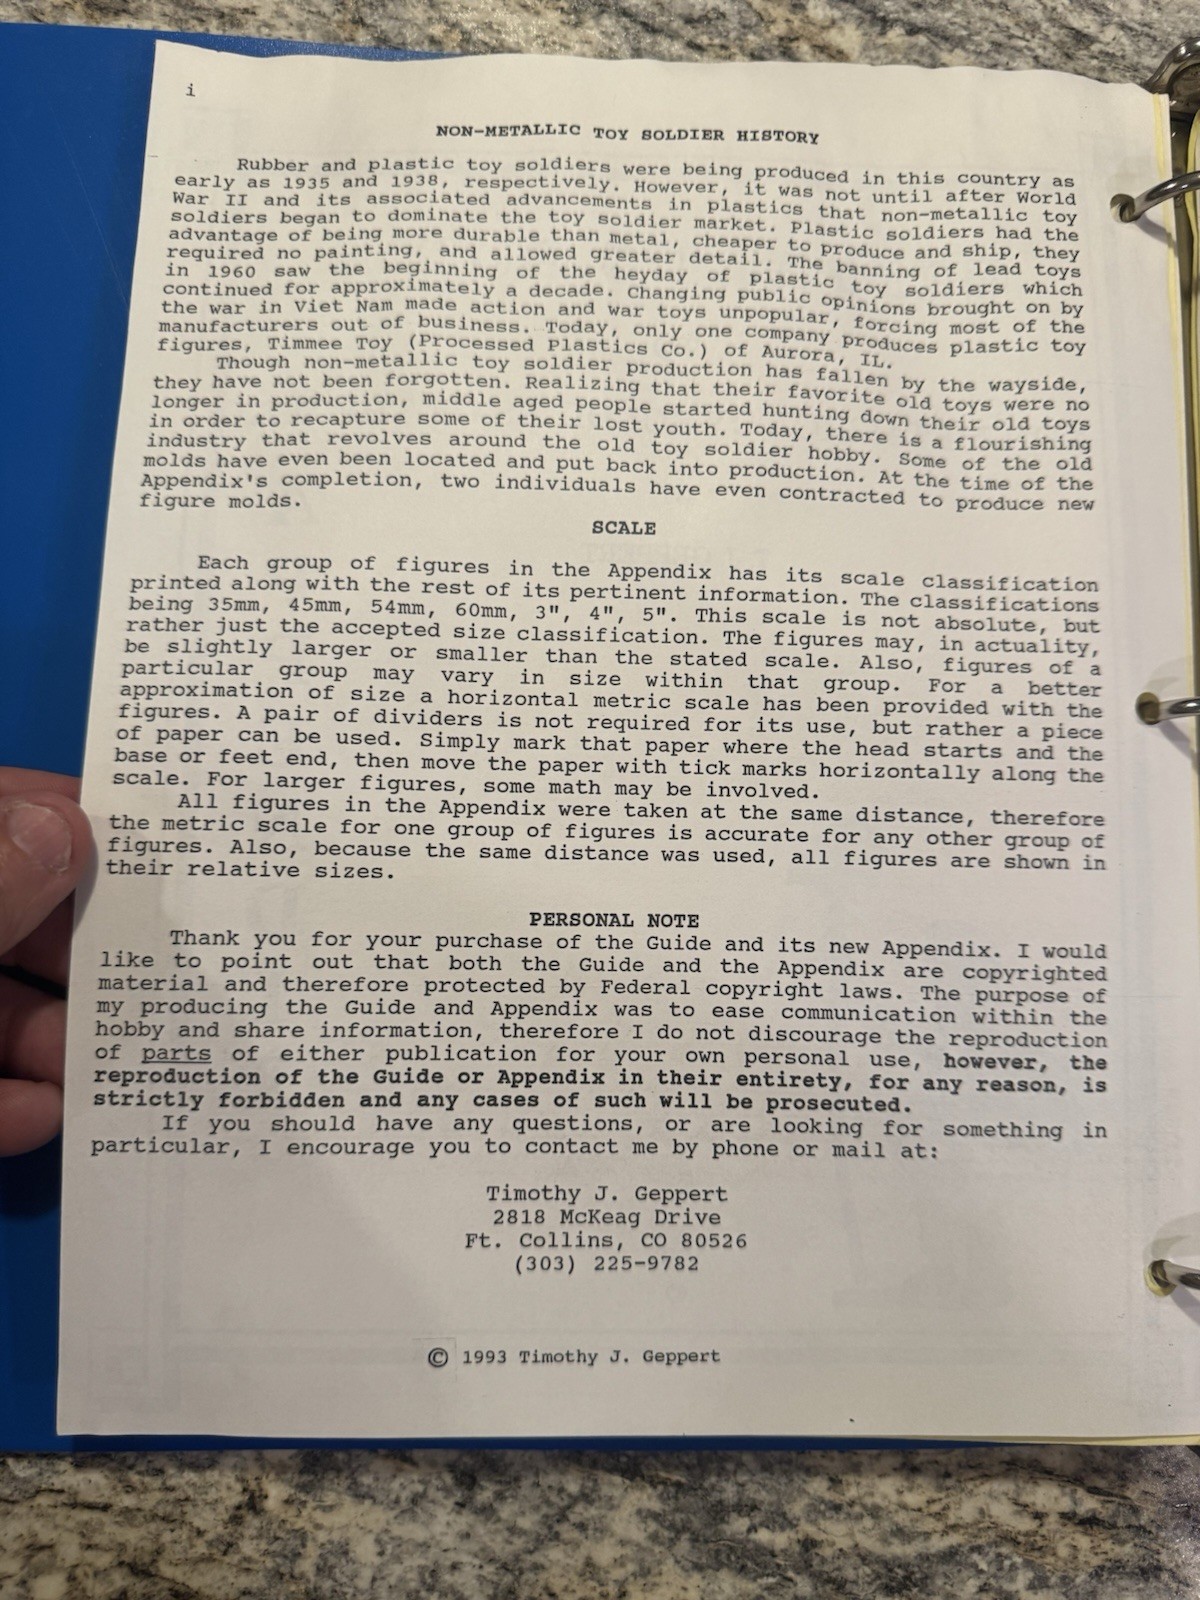 i
NON-METALLIC TOY SOLDIER HISTORY
Rubber and plastic toy soldiers were being produced in this country as
early as 1935 and 1938, respectively. However, it was not until after World
War II and its associated advancements in plastics that non-metallic toy
soldiers began to dominate the toy soldier market. Plastic soldiers had the
advantage of being more durable than metal, cheaper to produce and ship, they
required no painting, and allowed greater detail. The banning of lead toys
in 1960 saw the beginning of the heyday of plastic toy soldiers which
continued for approximately a decade. Changing public opinions brought on by
the war in Viet Nam made action and war toys unpopular, forcing most of the
manufacturers out of business. Today, only one company produces plastic toy
figures, Timmee Toy (Processed Plastics Co.) of Aurora, IL.
Though non-metallic toy soldier production has fallen by the wayside,
they have not been forgotten. Realizing that their favorite old toys were no
longer in production, middle aged people started hunting down their old toys
in order to recapture some of their lost youth. Today, there is a flourishing
industry that revolves around the old toy soldier hobby. Some of the old
molds have even been located and put back into production. At the time of the
Appendix's completion, two individuals have even contracted to produce new
figure molds.
SCALE
Each group of figures in the Appendix has its scale classification
printed along with the rest of its pertinent information. The classifications
being 35mm, 45mm, 54mm, 60mm, 3", 4", 5". This scale is not absolute, but
rather just the accepted size classification. The figures may, in actuality,
be slightly larger or smaller than the stated scale. Also, figures of a
particular group may vary in size within that group. For a better
approximation of size a horizontal metric scale has been provided with the
figures. A pair of dividers is not required for its use, but rather a piece
of paper can be used. Simply mark that paper where the head starts and the
base or feet end, then move the paper with tick marks horizontally along the
scale. For larger figures, some math may be involved.
All figures in the Appendix were taken at the same distance, therefore
the metric scale for one group of figures is accurate for any other group of
figures. Also, because the same distance was used, all figures are shown in
their relative sizes.
PERSONAL NOTE
Thank you for your purchase of the Guide and its new Appendix. I would
like to point out that both the Guide and the Appendix are copyrighted
material and therefore protected by Federal copyright laws. The purpose of
my producing the Guide and Appendix was to ease communication within the
hobby and share information, therefore I do not discourage the reproduction
of parts of either publication for your own personal use, however, the
reproduction of the Guide or Appendix in their entirety, for any reason, is
strictly forbidden and any cases of such will be prosecuted.
If you should have any questions, or are looking for something in
particular, I encourage you to contact me by phone or mail at:
Timothy J. Geppert
2818 McKeag Drive
Ft. Collins, CO 80526
(303) 225-9782
© 1993 Timothy J. Geppert